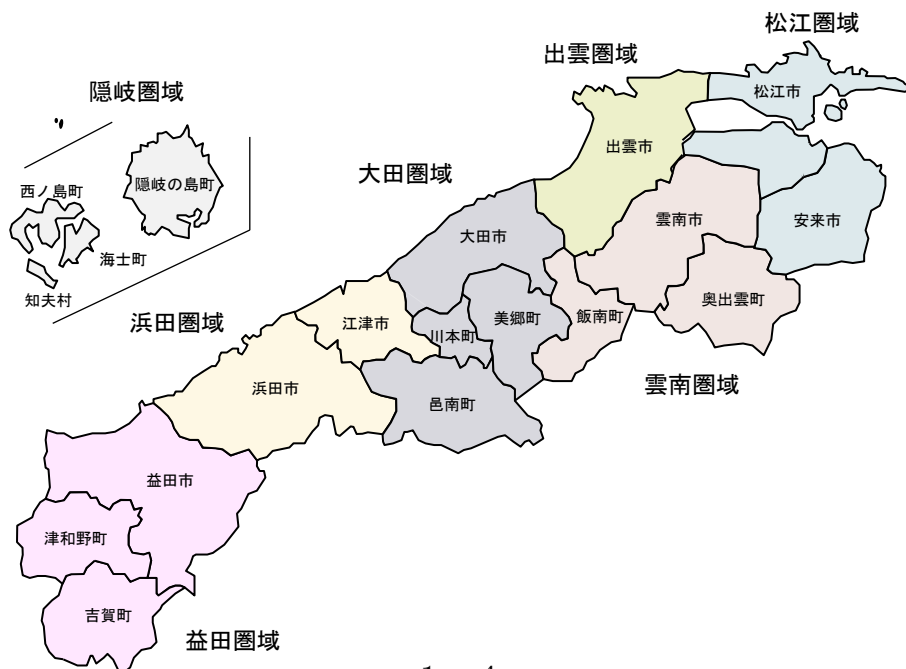 松江圏域
出雲圏域
松江市
隠岐圏域
出雲市
大田圏域
隠岐の島町
西ノ島町
雲南市
安来市
大田市
海士町
知夫村
奥出雲町
浜田圏域
江津市
美郷町
飯南町
川本町
雲南圏域
浜田市
邑南町
益田市
津和野町
吉賀町
益田圏域